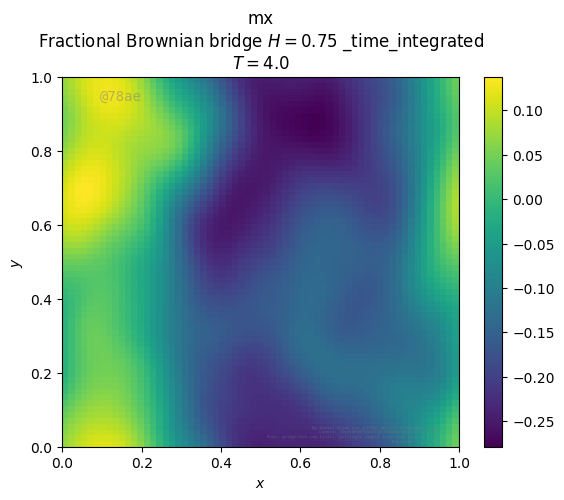 mx
Fractional Brownian bridge H = 0.75 _time_integrated
T = 4.0
@78ae
1.0
0.8
0.6
0.4
0.2
0.0
y
0.0 0.2 0.4 0.6 0.8 1.0
x
0.10
0.05
0.00
−0.05
−0.10
−0.15
−0.20
−0.25